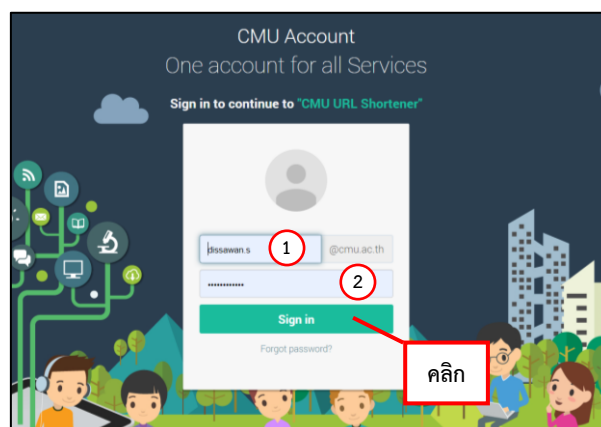 CMU Account
One account for all Services
Sign in to continue to "CMU URL Shortener"
dissawan.s 1 @cmu.ac.th
•••••••••••• 2
Sign in
Forgot password?
คลิก